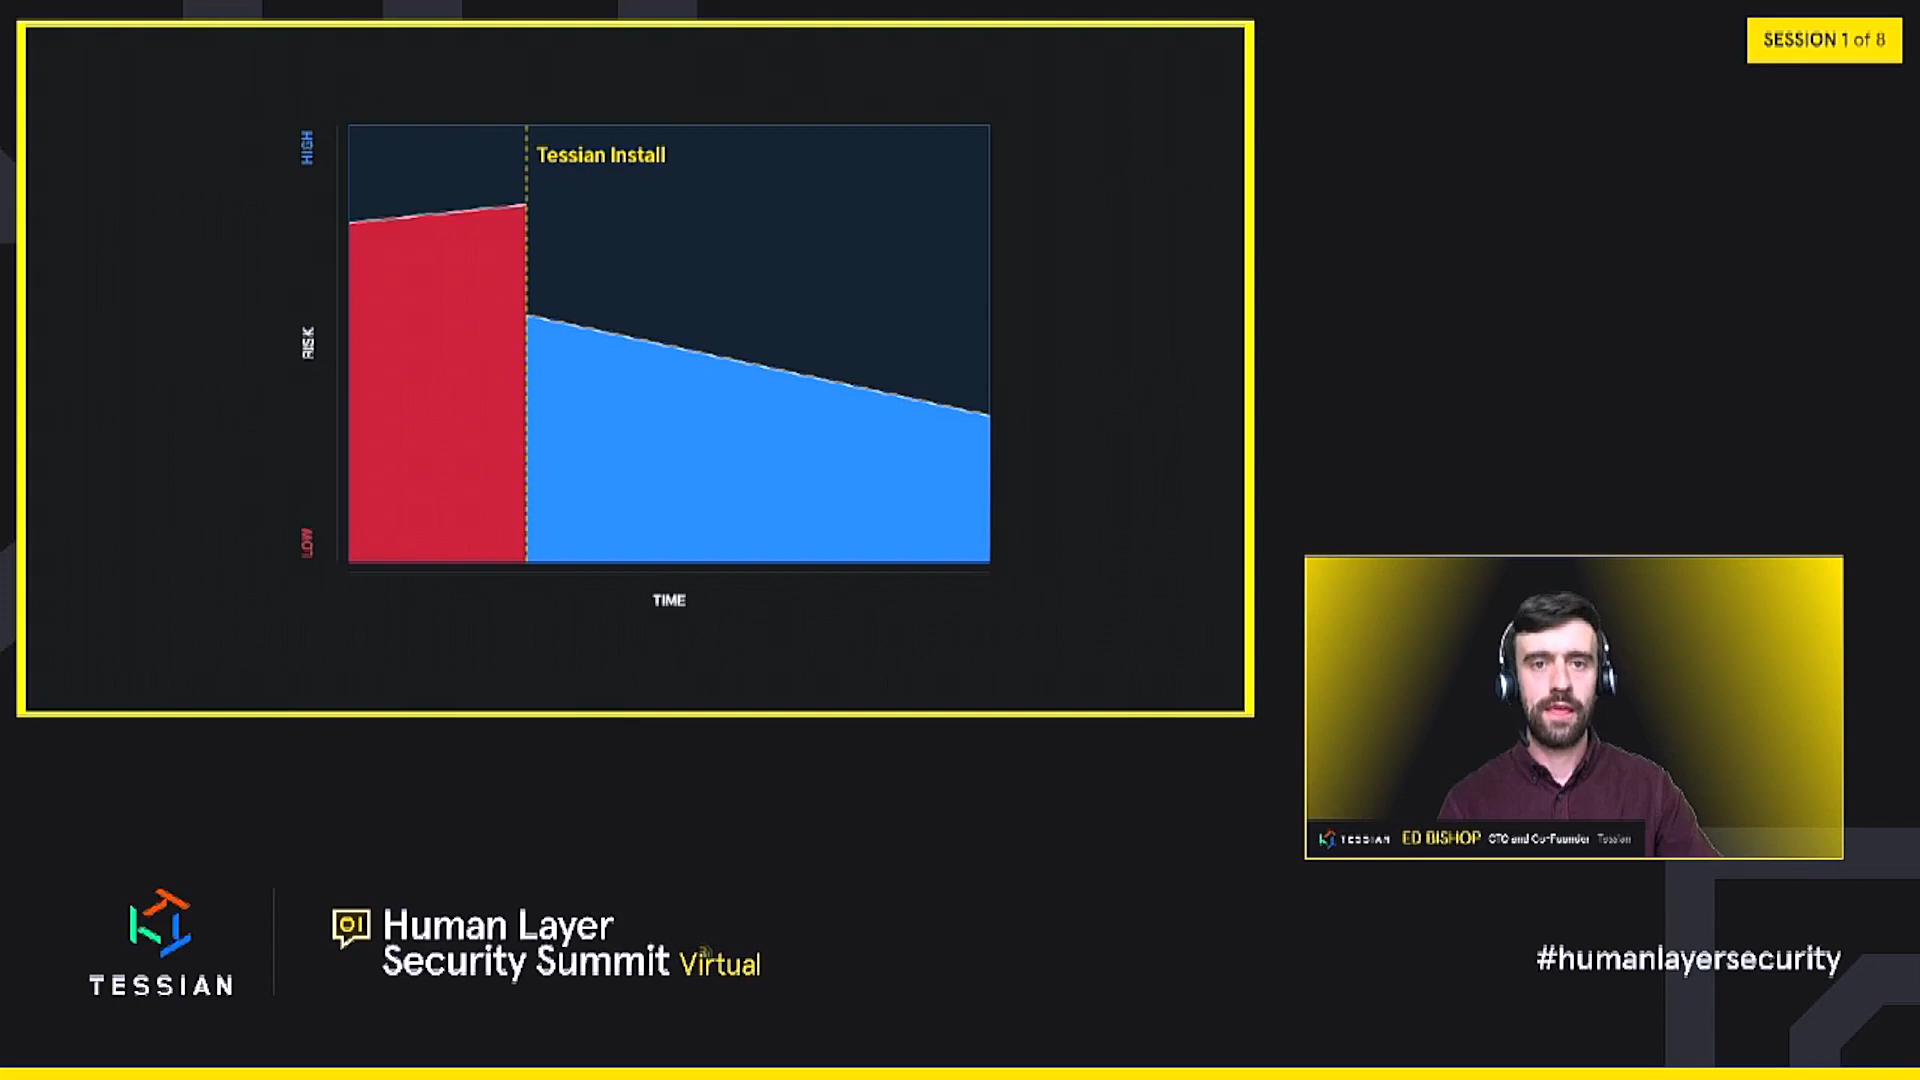 SESSION 1 of 8
HIGH
Tessian Install
RISK
LOW
TIME
TESSIAN ED BISHOP CTO and Co-Founder Tessian
TESSIAN
Human Layer
Security Summit Virtual
#humanlayersecurity